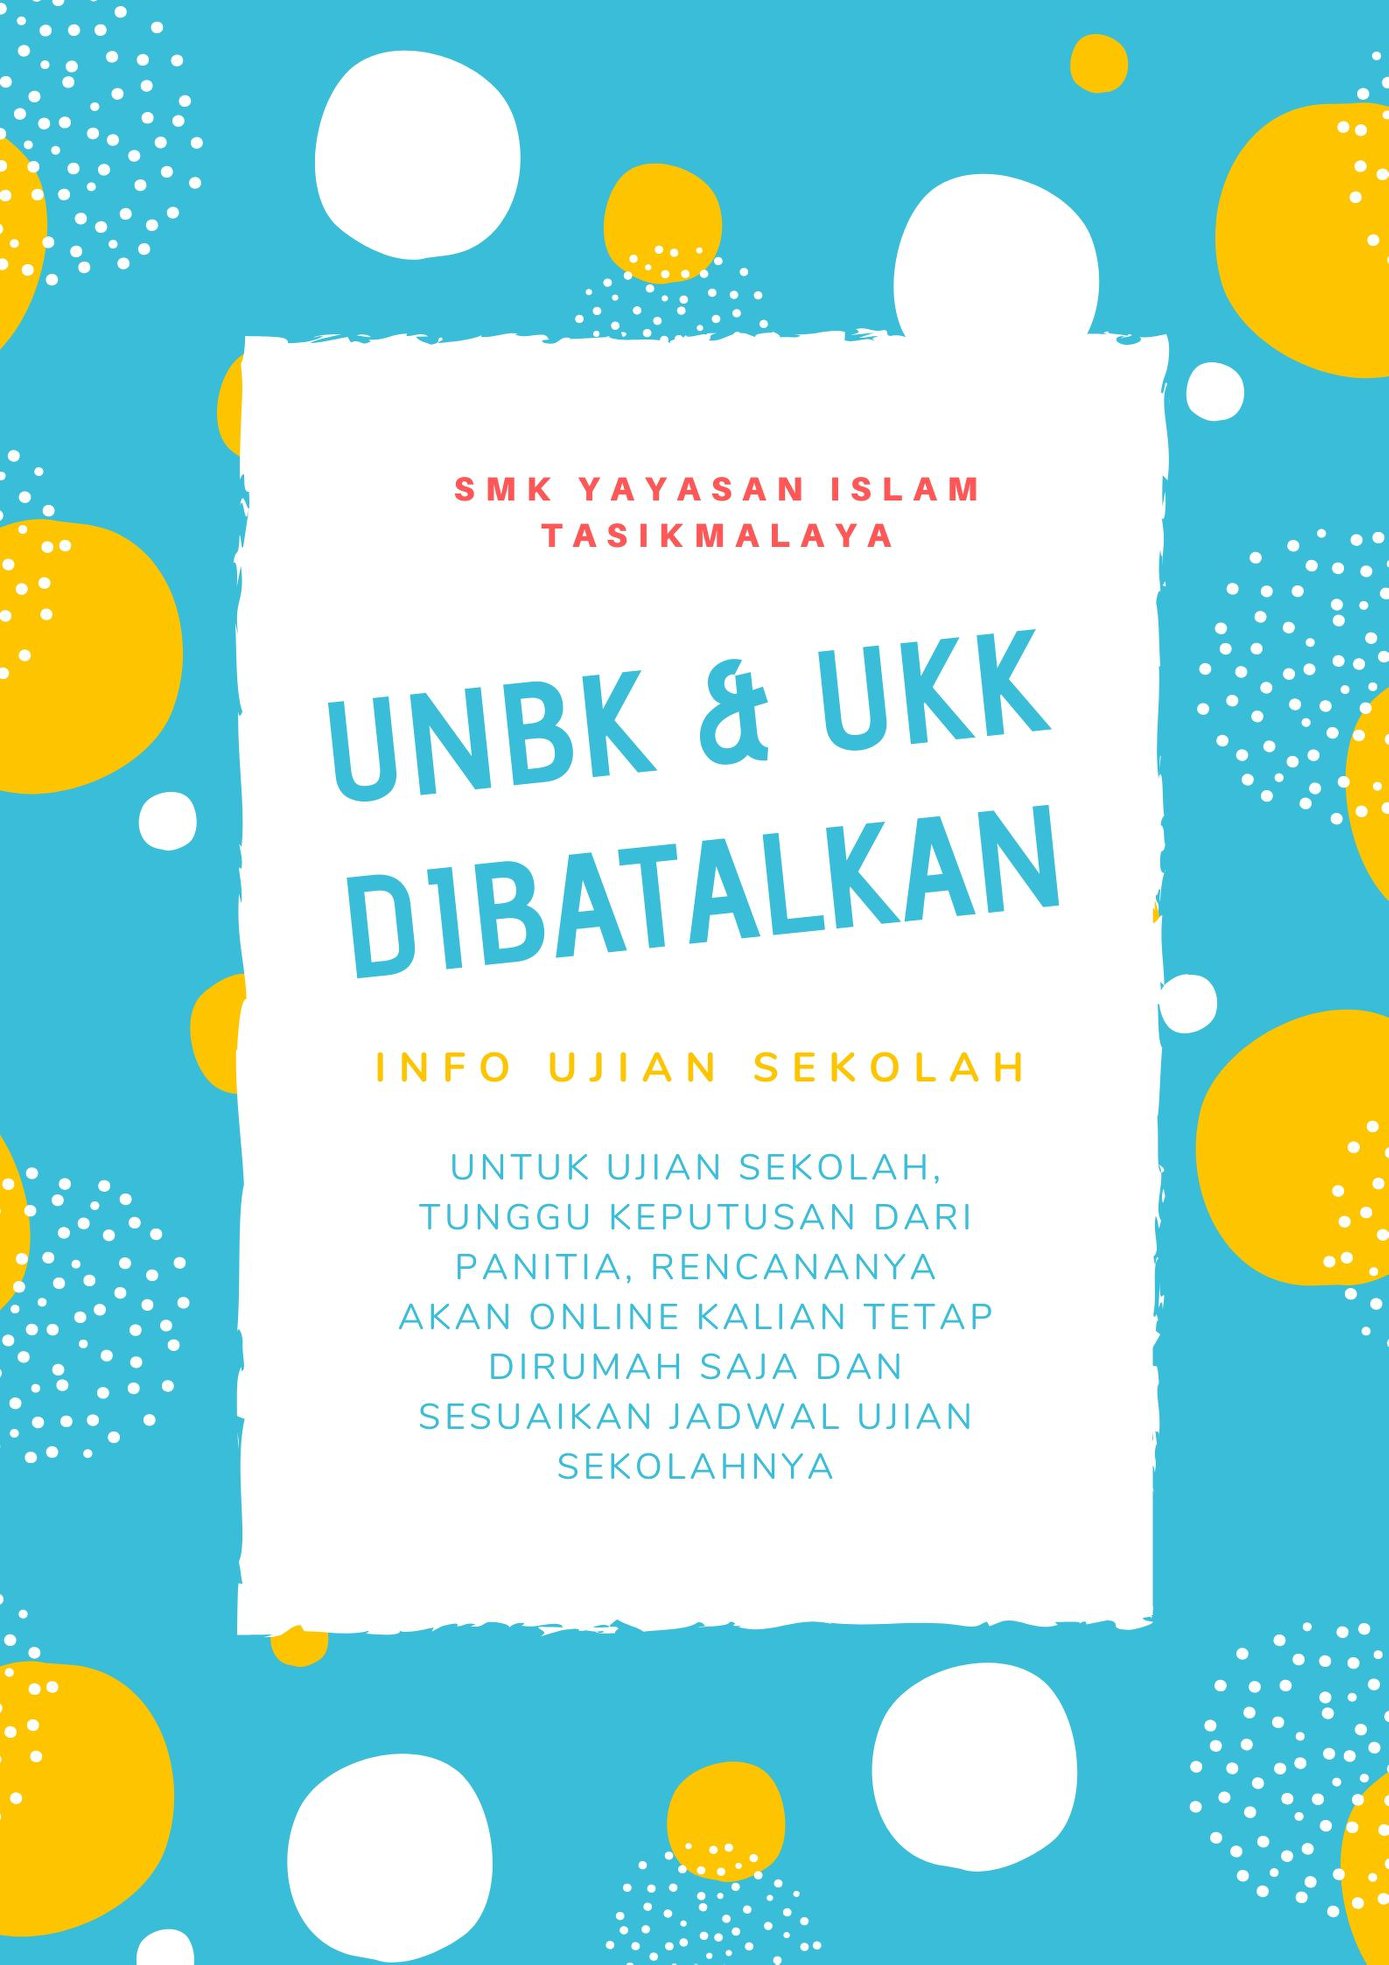 SMK YAYASAN ISLAM
TASIKMALAYA
UNBK & UKK
DIBATALKAN
INFO UJIAN SEKOLAH
UNTUK UJIAN SEKOLAH,
TUNGGU KEPUTUSAN DARI
PANITIA, RENCANANYA
AKAN ONLINE KALIAN TETAP
DIRUMAH SAJA DAN
SESUAIKAN JADWAL UJIAN
SEKOLAHNYA